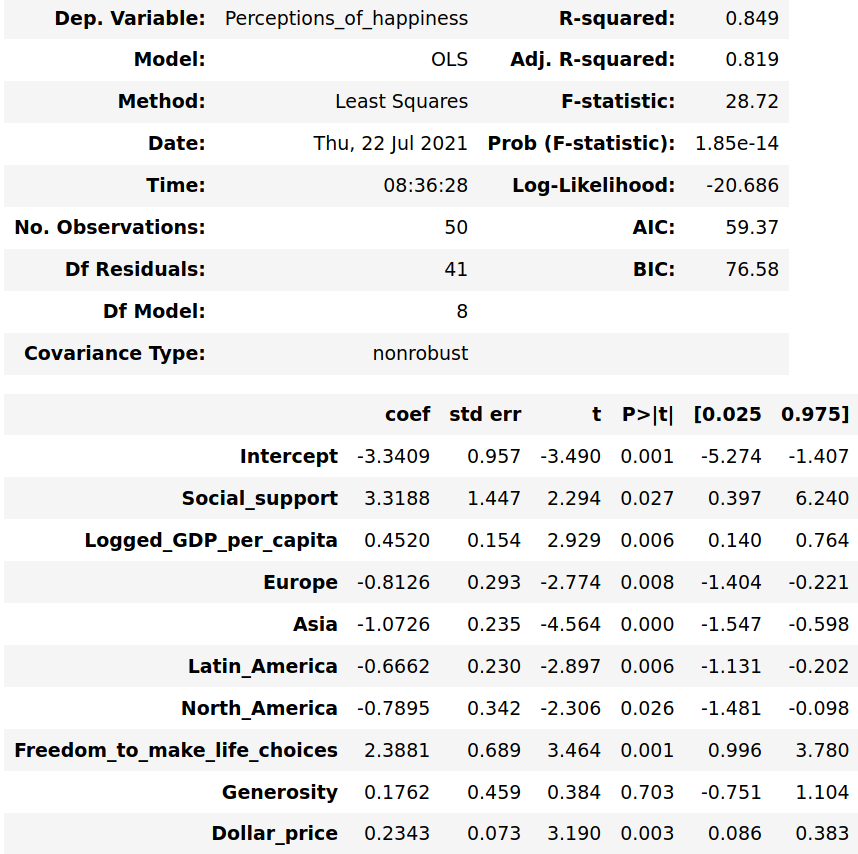 Dep. Variable: Perceptions_of_happiness R-squared: 0.849
Model: OLS Adj. R-squared: 0.819
Method: Least Squares F-statistic: 28.72
Date: Thu, 22 Jul 2021 Prob (F-statistic): 1.85e-14
Time: 08:36:28 Log-Likelihood: -20.686
No. Observations: 50 AIC: 59.37
Df Residuals: 41 BIC: 76.58
Df Model: 8
Covariance Type: nonrobust
coef std err t P>|t| [0.025 0.975]
Intercept -3.3409 0.957 -3.490 0.001 -5.274 -1.407
Social_support 3.3188 1.447 2.294 0.027 0.397 6.240
Logged_GDP_per_capita 0.4520 0.154 2.929 0.006 0.140 0.764
Europe -0.8126 0.293 -2.774 0.008 -1.404 -0.221
Asia -1.0726 0.235 -4.564 0.000 -1.547 -0.598
Latin_America -0.6662 0.230 -2.897 0.006 -1.131 -0.202
North_America -0.7895 0.342 -2.306 0.026 -1.481 -0.098
Freedom_to_make_life_choices 2.3881 0.689 3.464 0.001 0.996 3.780
Generosity 0.1762 0.459 0.384 0.703 -0.751 1.104
Dollar_price 0.2343 0.073 3.190 0.003 0.086 0.383